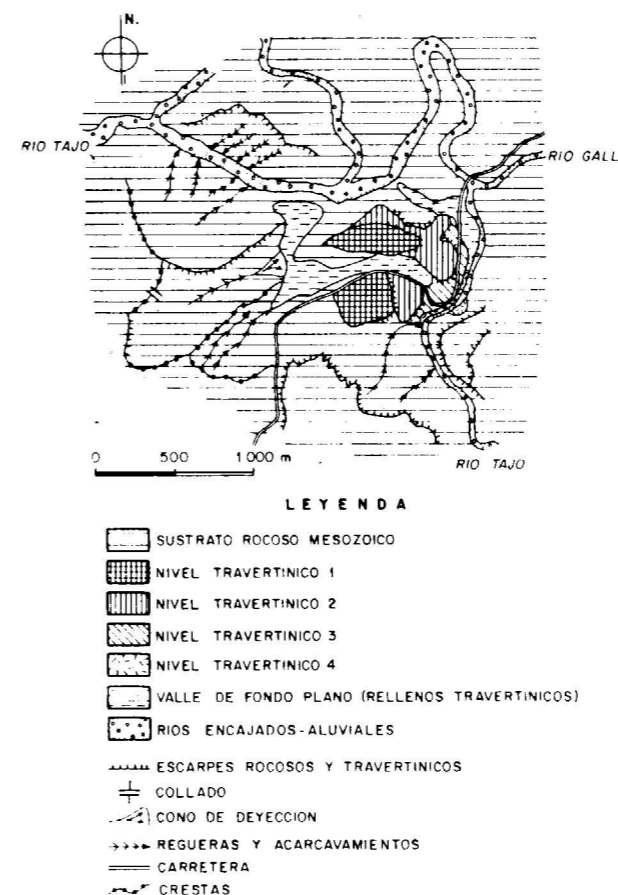 N.
RIO TAJO
RIO GALL
0 500 1000 m
RIO TAJO
LEYENDA
SUSTRATO ROCOSO MESOZOICO
NIVEL TRAVERTINICO 1
NIVEL TRAVERTINICO 2
NIVEL TRAVERTINICO 3
NIVEL TRAVERTINICO 4
VALLE DE FONDO PLANO (RELLENOS TRAVERTINICOS)
RIOS ENCAJADOS-ALUVIALES
ESCARPES ROCOSOS Y TRAVERTINICOS
COLLADO
CONO DE DEYECCION
REGUERAS Y ACARCAVAMIENTOS
CARRETERA
CRESTAS